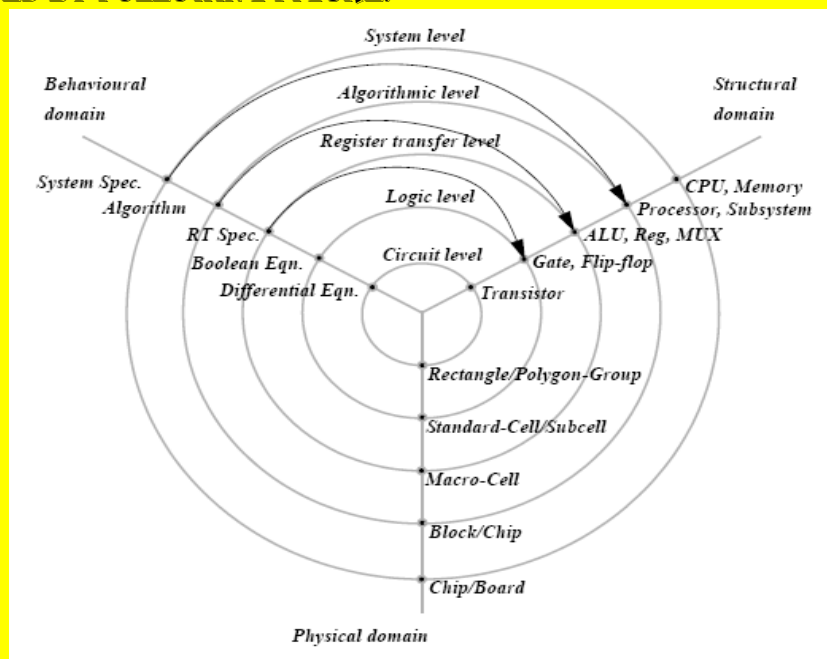 System level
Behavioural
domain
Structural
domain
Algorithmic level
Register transfer level
System Spec.
CPU, Memory
Logic level
Algorithm
Processor, Subsystem
RT Spec.
ALU, Reg, MUX
Boolean Eqn.
Circuit level
Gate, Flip-flop
Differential Eqn.
Transistor
Rectangle/Polygon-Group
Standard-Cell/Subcell
Macro-Cell
Block/Chip
Chip/Board
Physical domain